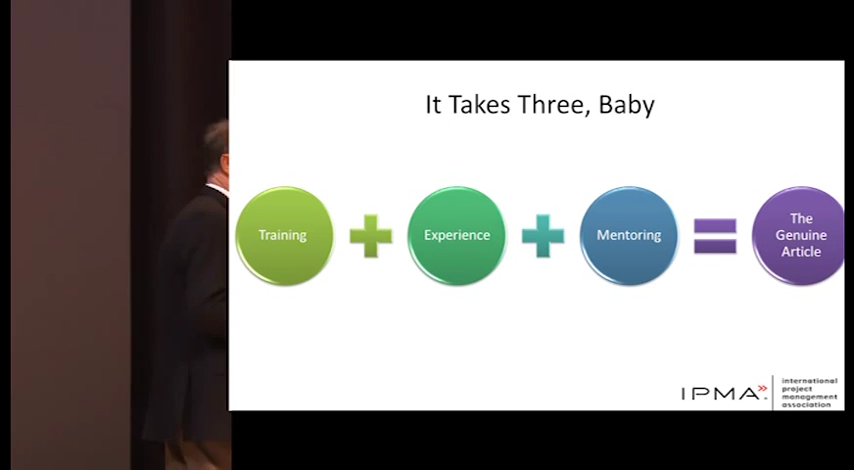 It Takes Three, Baby
Training
Experience
Mentoring
The
Genuine
Article
IPMA
international
project
management
association